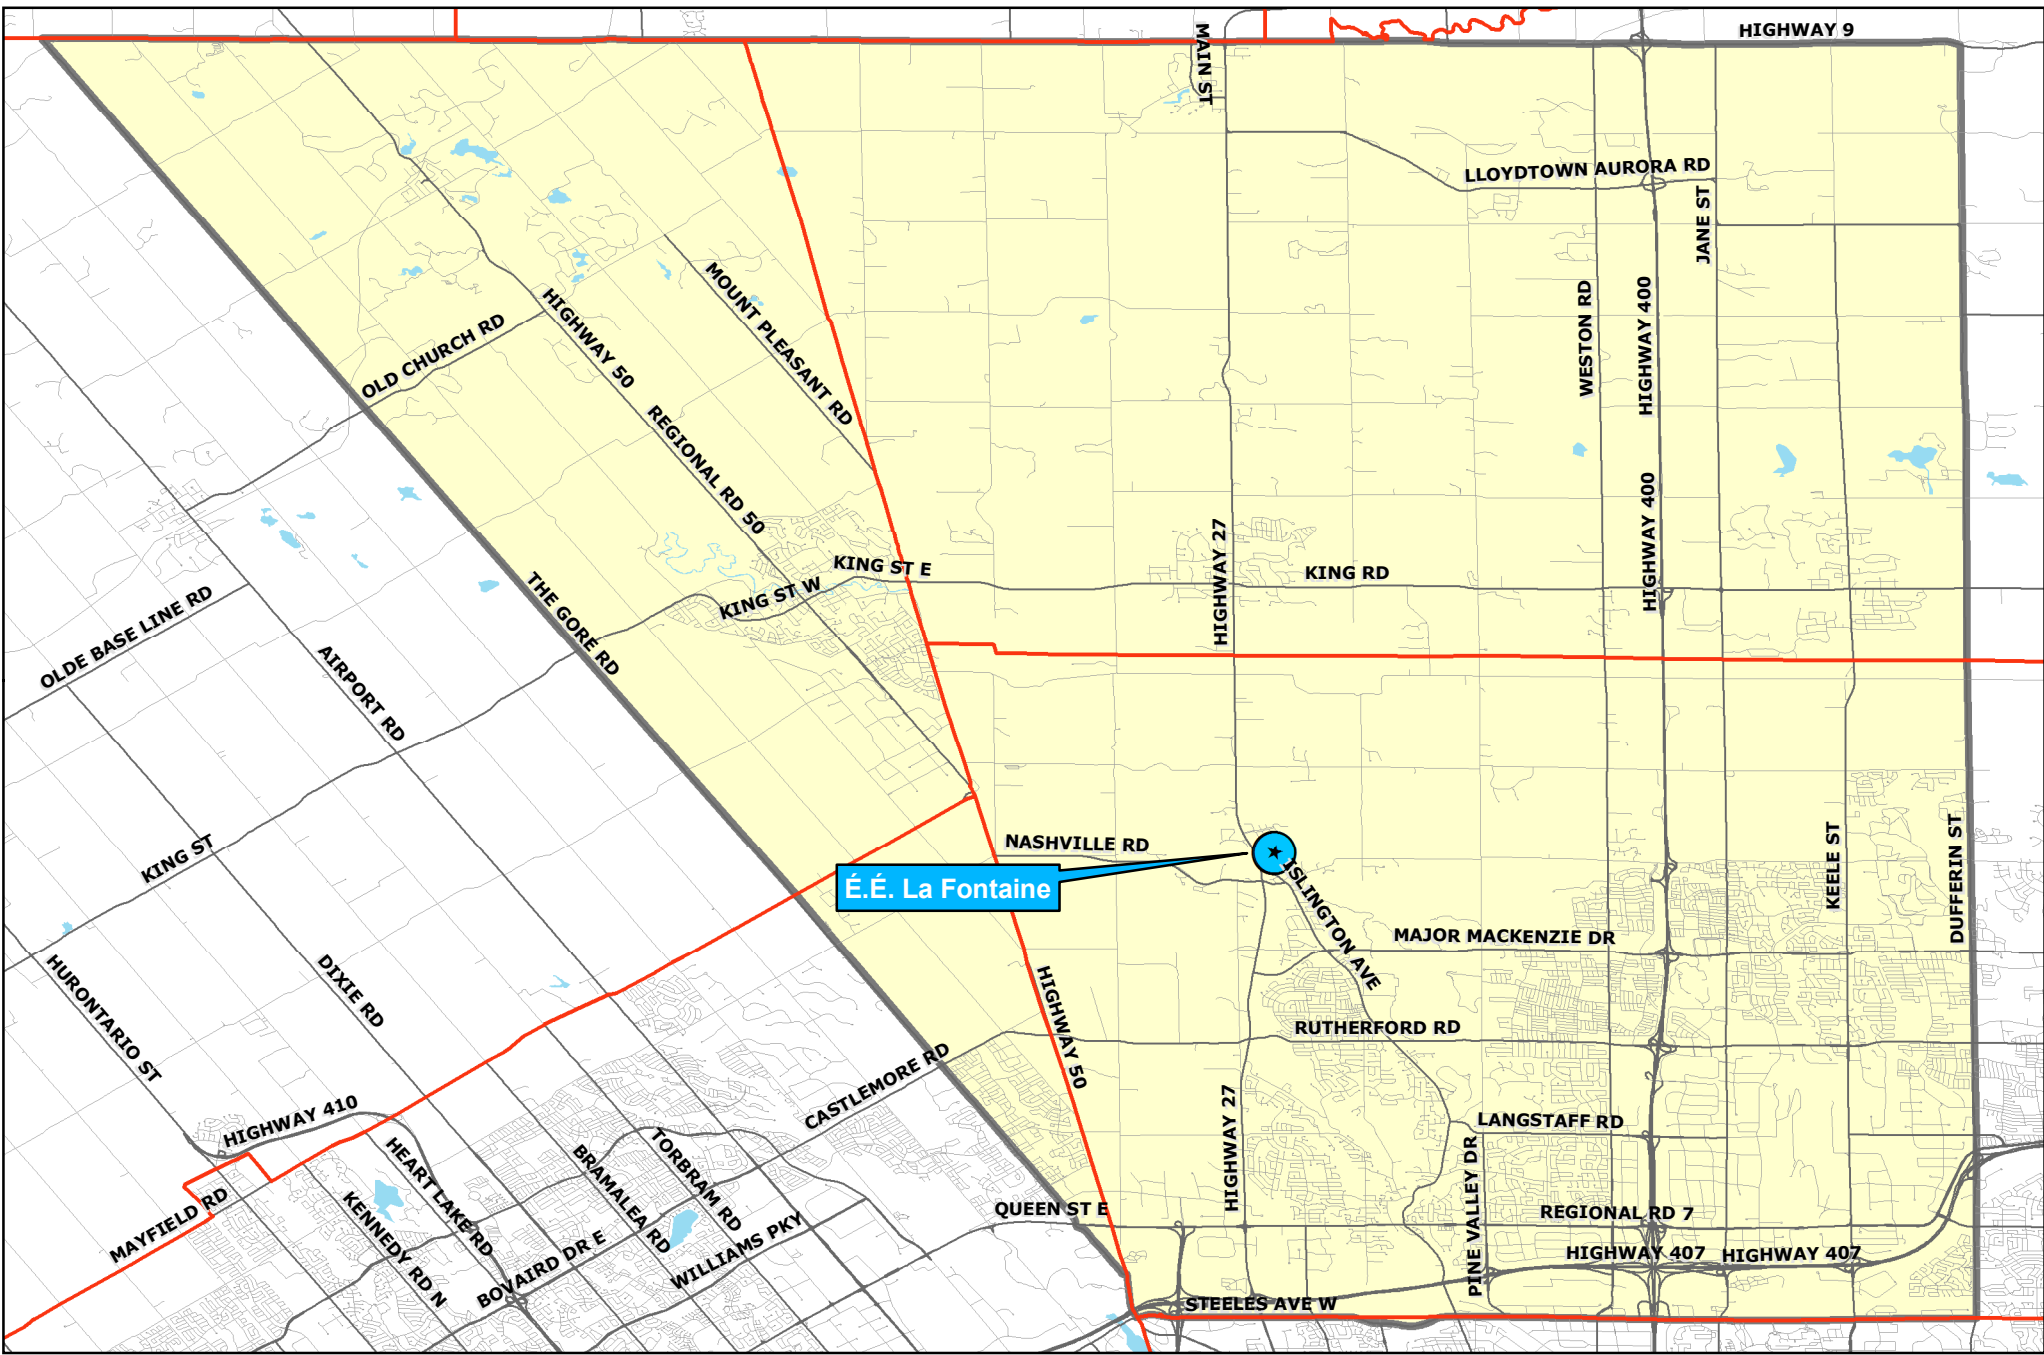 HIGHWAY 9
MAIN ST
LLOYDTOWN AURORA RD
JANE ST
MOUNT PLEASANT RD
HIGHWAY 50
WESTON RD
HIGHWAY 400
OLD CHURCH RD
REGIONAL RD 50
HIGHWAY 400
HIGHWAY 27
KING ST E
KING RD
KING ST W
THE GORE RD
OLDE BASE LINE RD
AIRPORT RD
NASHVILLE RD
KEELE ST
DUFFERIN ST
KING ST
É.É. La Fontaine
ISLINGTON AVE
MAJOR MACKENZIE DR
HURONTARIO ST
DIXIE RD
HIGHWAY 50
RUTHERFORD RD
CASTLEMORE RD
HIGHWAY 410
HIGHWAY 27
LANGSTAFF RD
HEART LAKE RD
BRAMALEA RD
TORBRAM RD
PINE VALLEY DR
MAYFIELD RD
KENNEDY RD N
QUEEN ST E
REGIONAL RD 7
BOVAIRD DR E
WILLIAMS PKY
HIGHWAY 407
HIGHWAY 407
STEELES AVE W